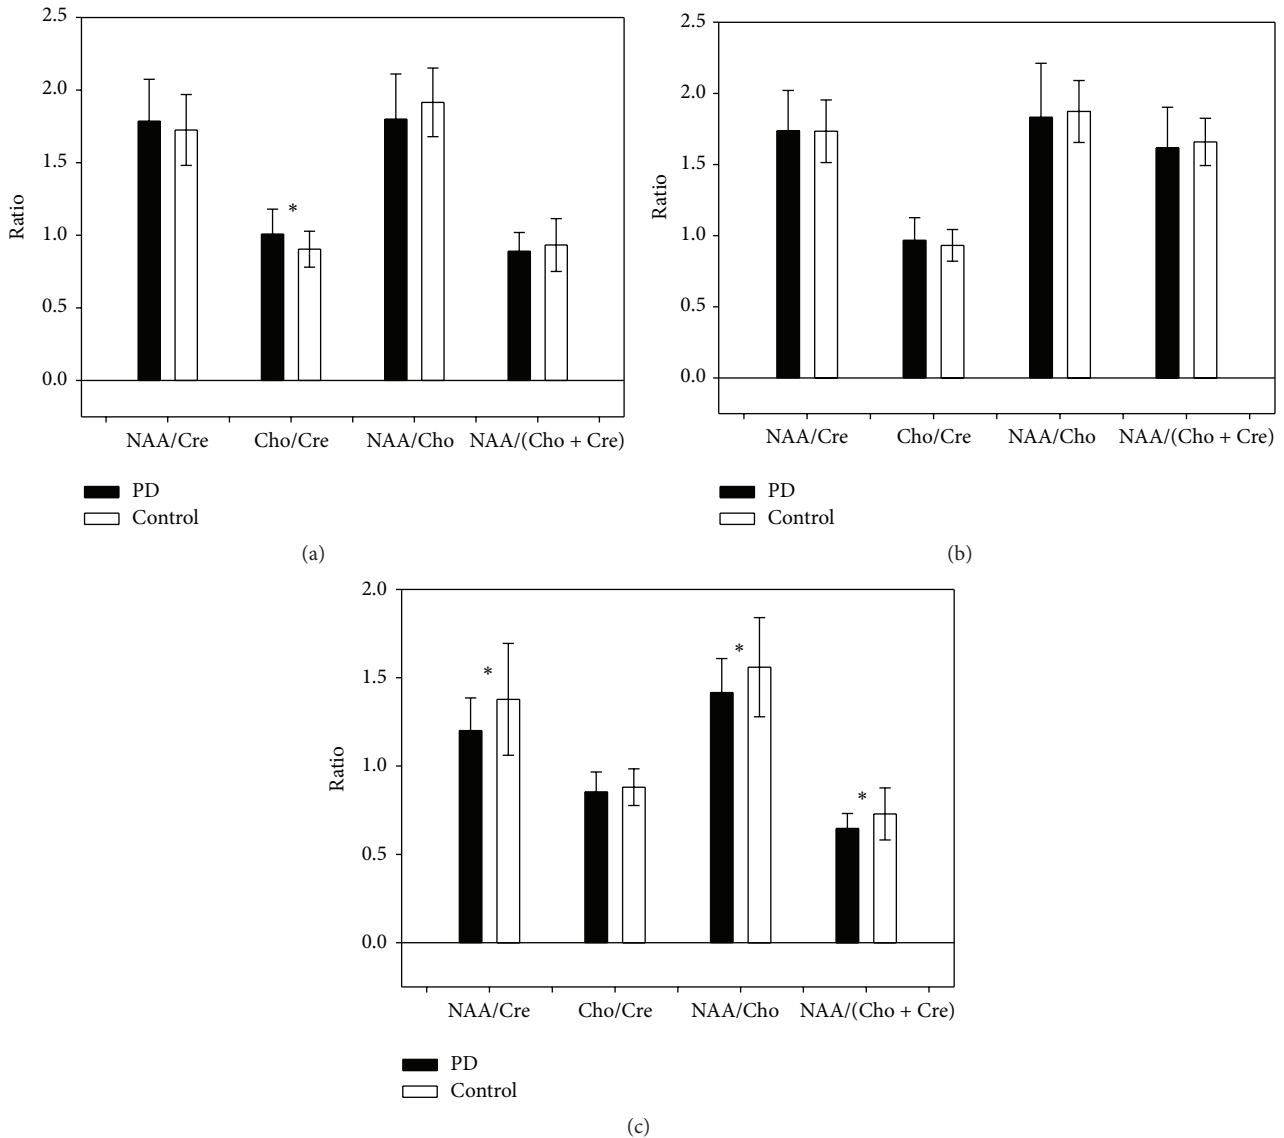 2.5
2.0
1.5
1.0
0.5
0.0
Ratio
*
NAA/Cre Cho/Cre NAA/Cho NAA/(Cho + Cre)
PD
Control
(a)
2.5
2.0
1.5
1.0
0.5
0.0
Ratio
NAA/Cre Cho/Cre NAA/Cho NAA/(Cho + Cre)
PD
Control
(b)
2.0
1.5
1.0
0.5
0.0
Ratio
*
*
*
NAA/Cre Cho/Cre NAA/Cho NAA/(Cho + Cre)
PD
Control
(c)